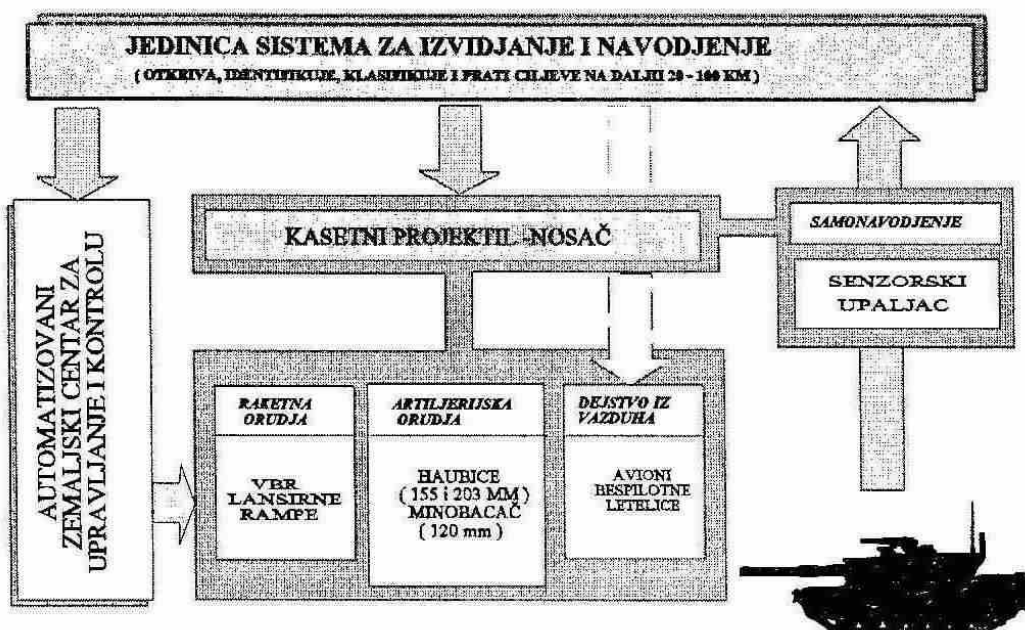 JEDINICA SISTEMA ZA IZVIDJANJE I NAVODJENJE
( OTKRIVA, IDENTIFIKUJE, KLASIFIKUJE I PRATI CILJEVE NA DALJINI 20 - 100 KM )
AUTOMATIZOVANI
ZEMALJSKI CENTAR ZA
UPRAVLJANJE I KONTROLU
KASETNI PROJEKTIL -NOSAČ
SAMONAVODJENJE
SENZORSKI
UPALJAC
RAKETNA
ORUDJA
VBR
LANSIRNE
RAMPE
ARTILJERIJSKA
ORUDJA
HAUBICE
( 155 i 203 MM )
MINOBACAČ
( 120 mm )
DEJSTVO IZ
VAZDUHA
AVIONI
BESPILOTNE
LETELICE